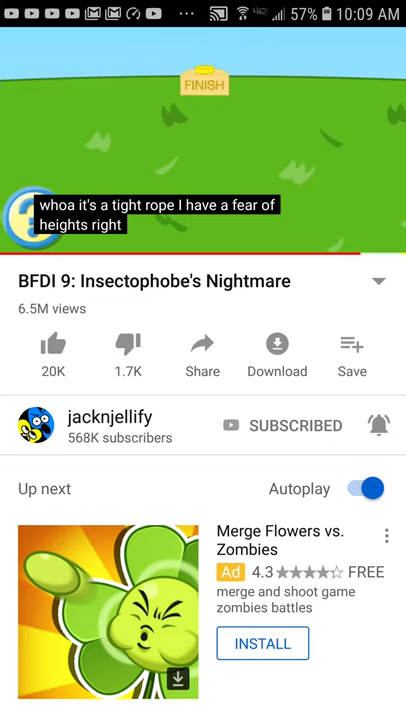 57% 10:09 AM
FINISH
whoa it's a tight rope I have a fear of
heights right
BFDI 9: Insectophobe's Nightmare
6.5M views
20K 1.7K Share Download Save
jacknjellify
568K subscribers
SUBSCRIBED
Up next Autoplay
Merge Flowers vs.
Zombies
Ad 4.3 FREE
merge and shoot game
zombies battles
INSTALL